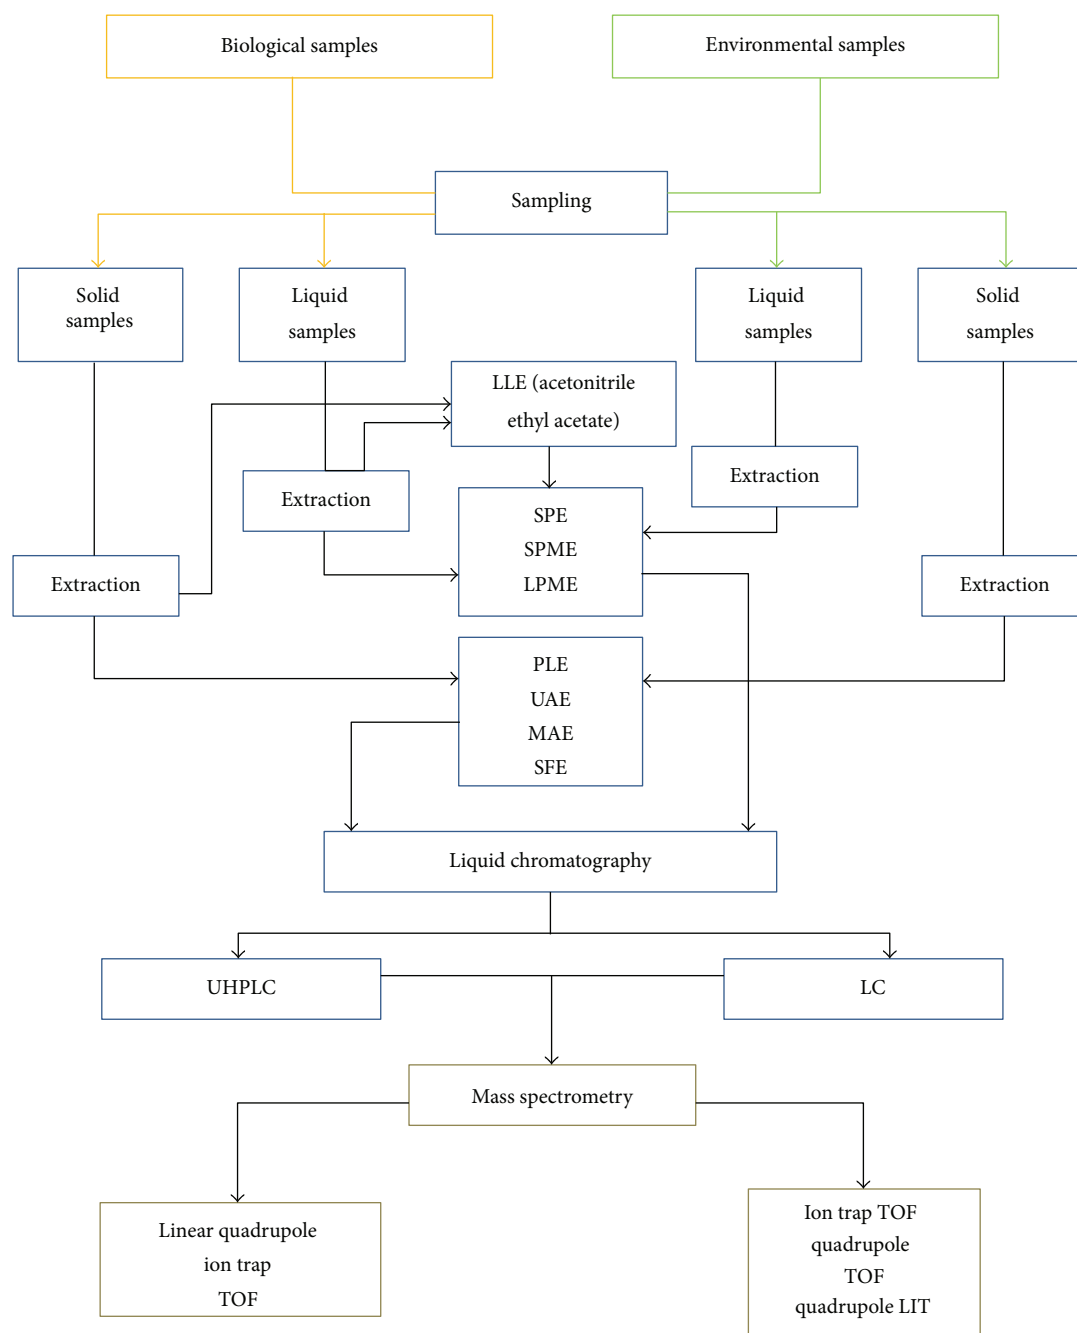 Biological samples
Environmental samples
Sampling
Solid
samples
Liquid
samples
Liquid
samples
Solid
samples
LLE (acetonitrile
ethyl acetate)
Extraction
Extraction
SPE
SPME
LPME
Extraction
Extraction
PLE
UAE
MAE
SFE
Liquid chromatography
UHPLC
LC
Mass spectrometry
Linear quadrupole
ion trap
TOF
Ion trap TOF
quadrupole
TOF
quadrupole LIT